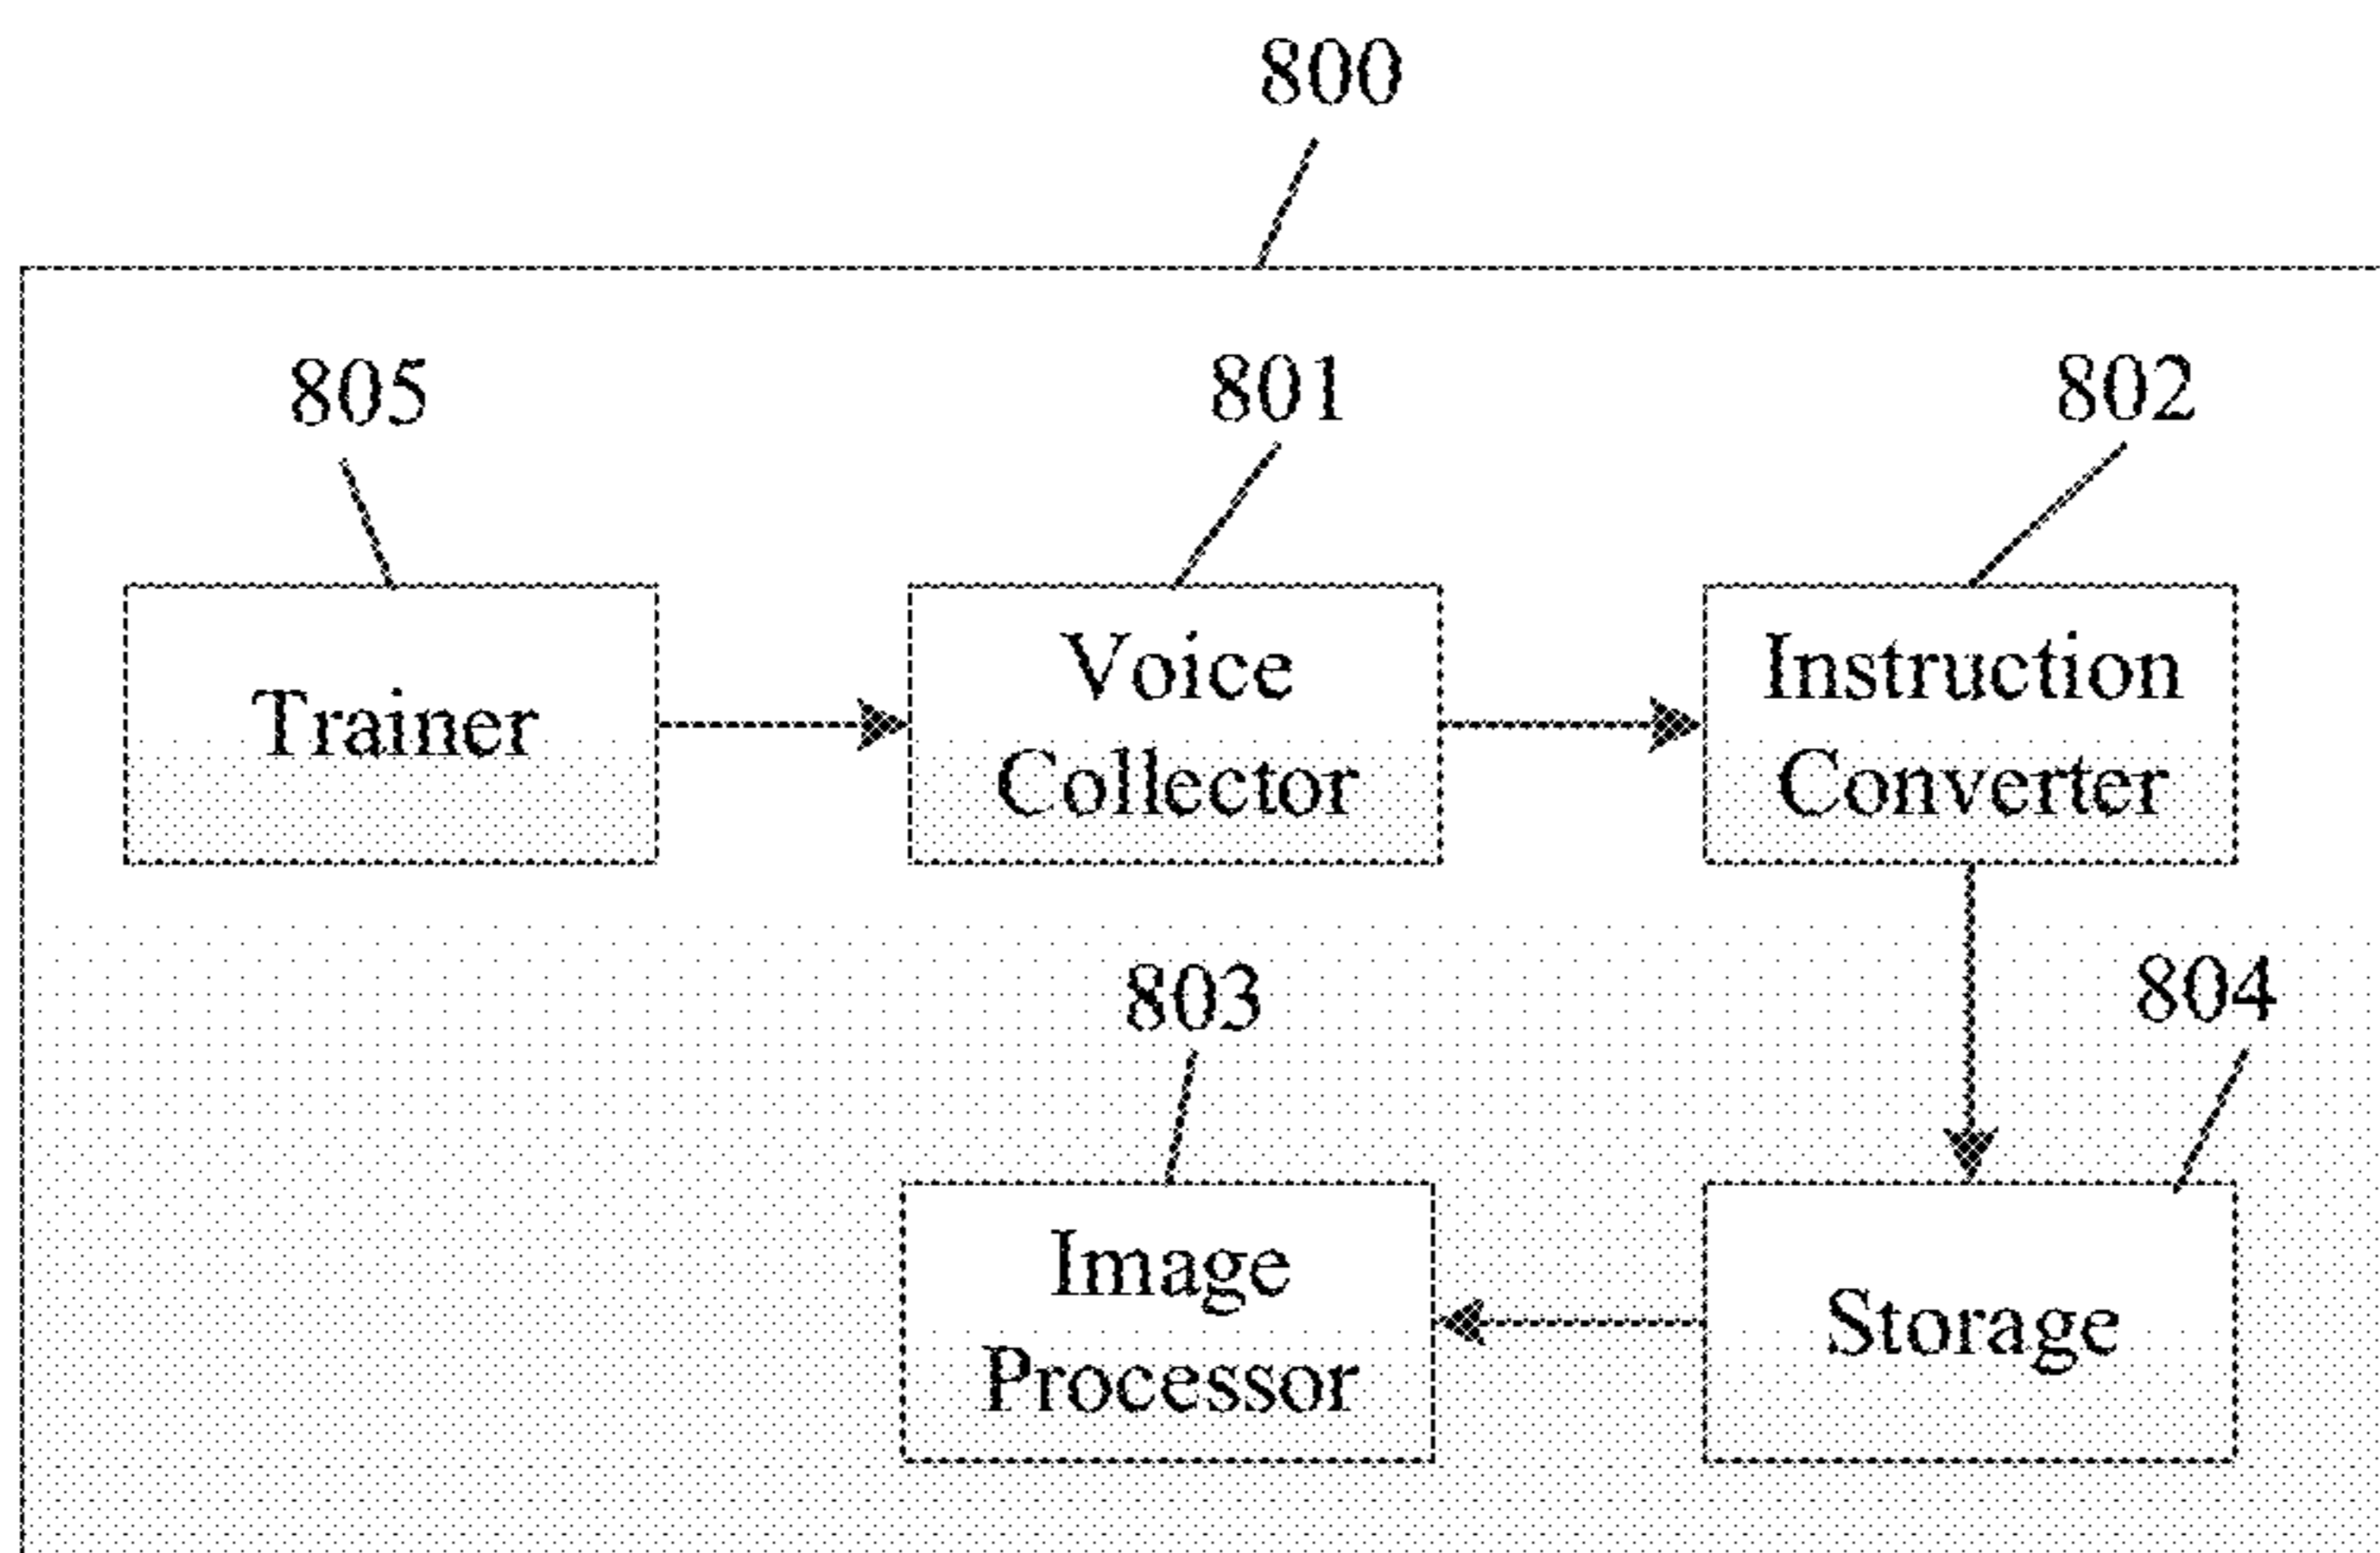 800
805
801
802
Trainer
Voice
Collector
Instruction
Converter
803
804
Image
Processor
Storage